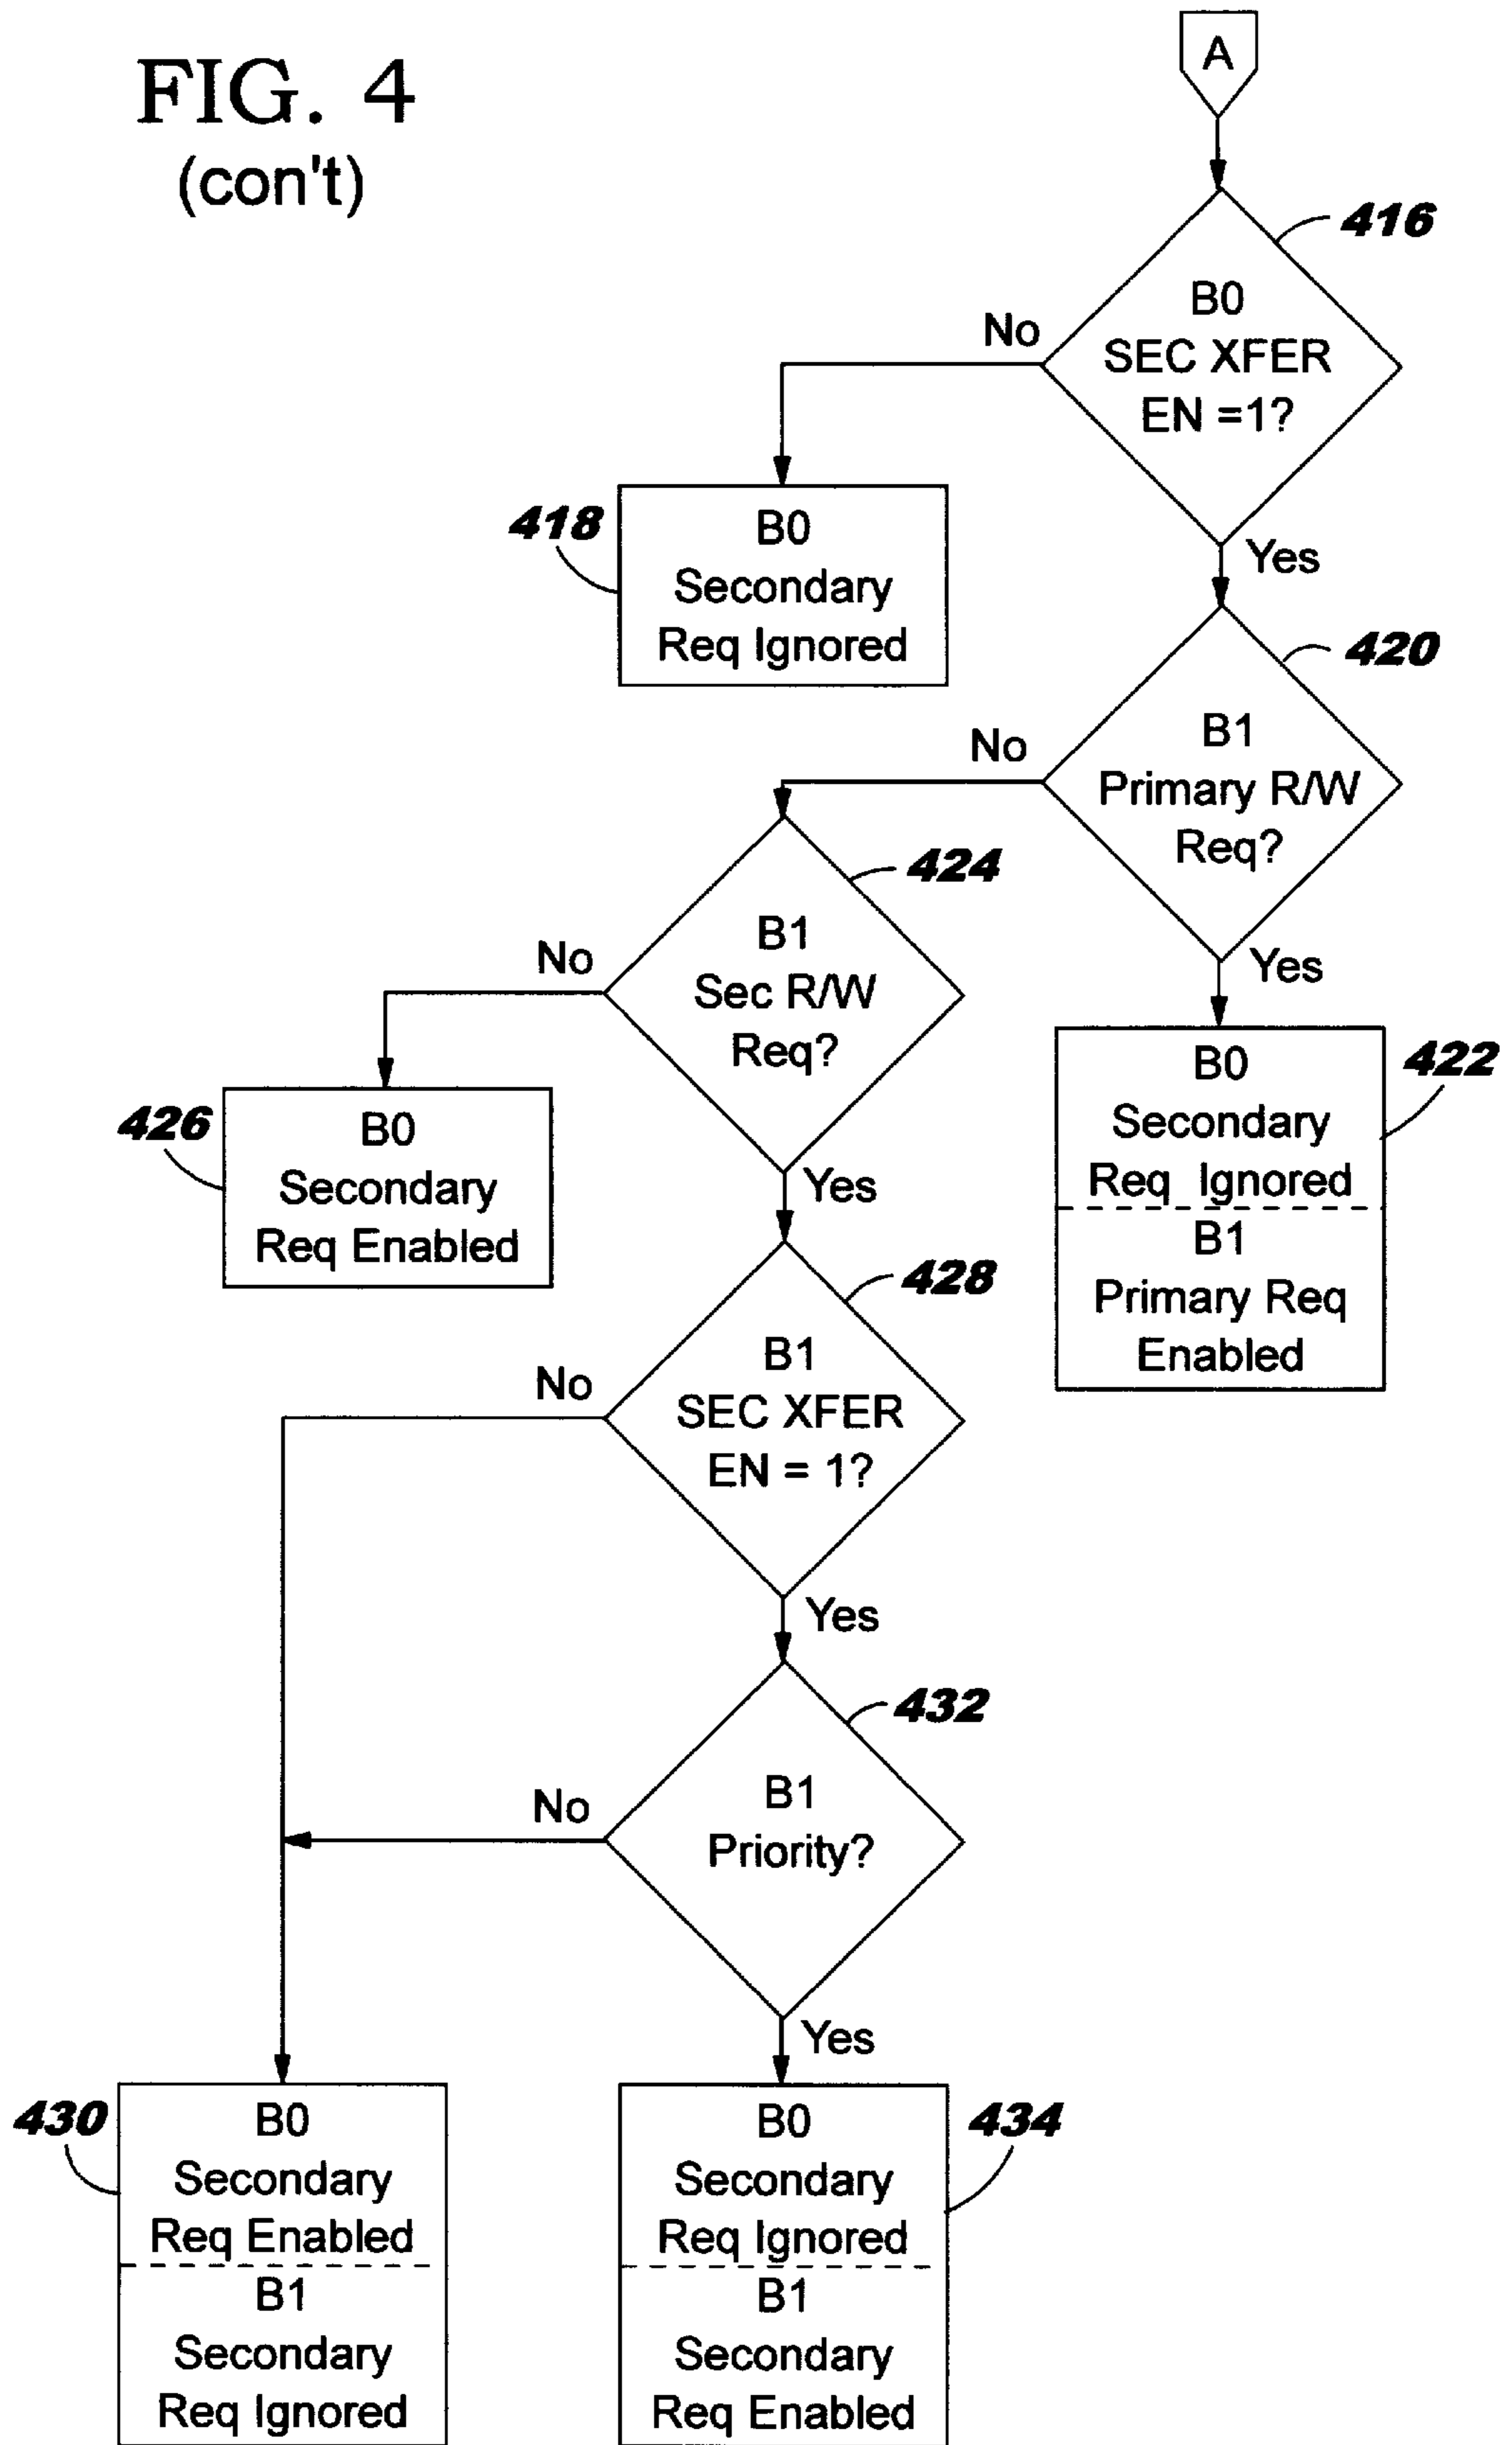 FIG. 4
(con't)
A
416
B0
SEC XFER
EN =1?
No
Yes
418
B0
Secondary
Req Ignored
420
B1
Primary R/W
Req?
No
Yes
422
B0
Secondary
Req Ignored
B1
Primary Req
Enabled
424
B1
Sec R/W
Req?
No
Yes
426
B0
Secondary
Req Enabled
428
B1
SEC XFER
EN = 1?
No
Yes
432
B1
Priority?
No
Yes
430
B0
Secondary
Req Enabled
B1
Secondary
Req Ignored
434
B0
Secondary
Req Ignored
B1
Secondary
Req Enabled